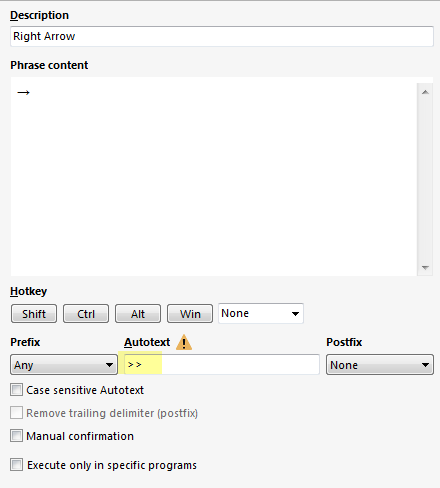 Description
Right Arrow
Phrase content
→
Hotkey
Shift Ctrl Alt Win None
Prefix Autotext Postfix
Any >> None
Case sensitive Autotext
Remove trailing delimiter (postfix)
Manual confirmation
Execute only in specific programs